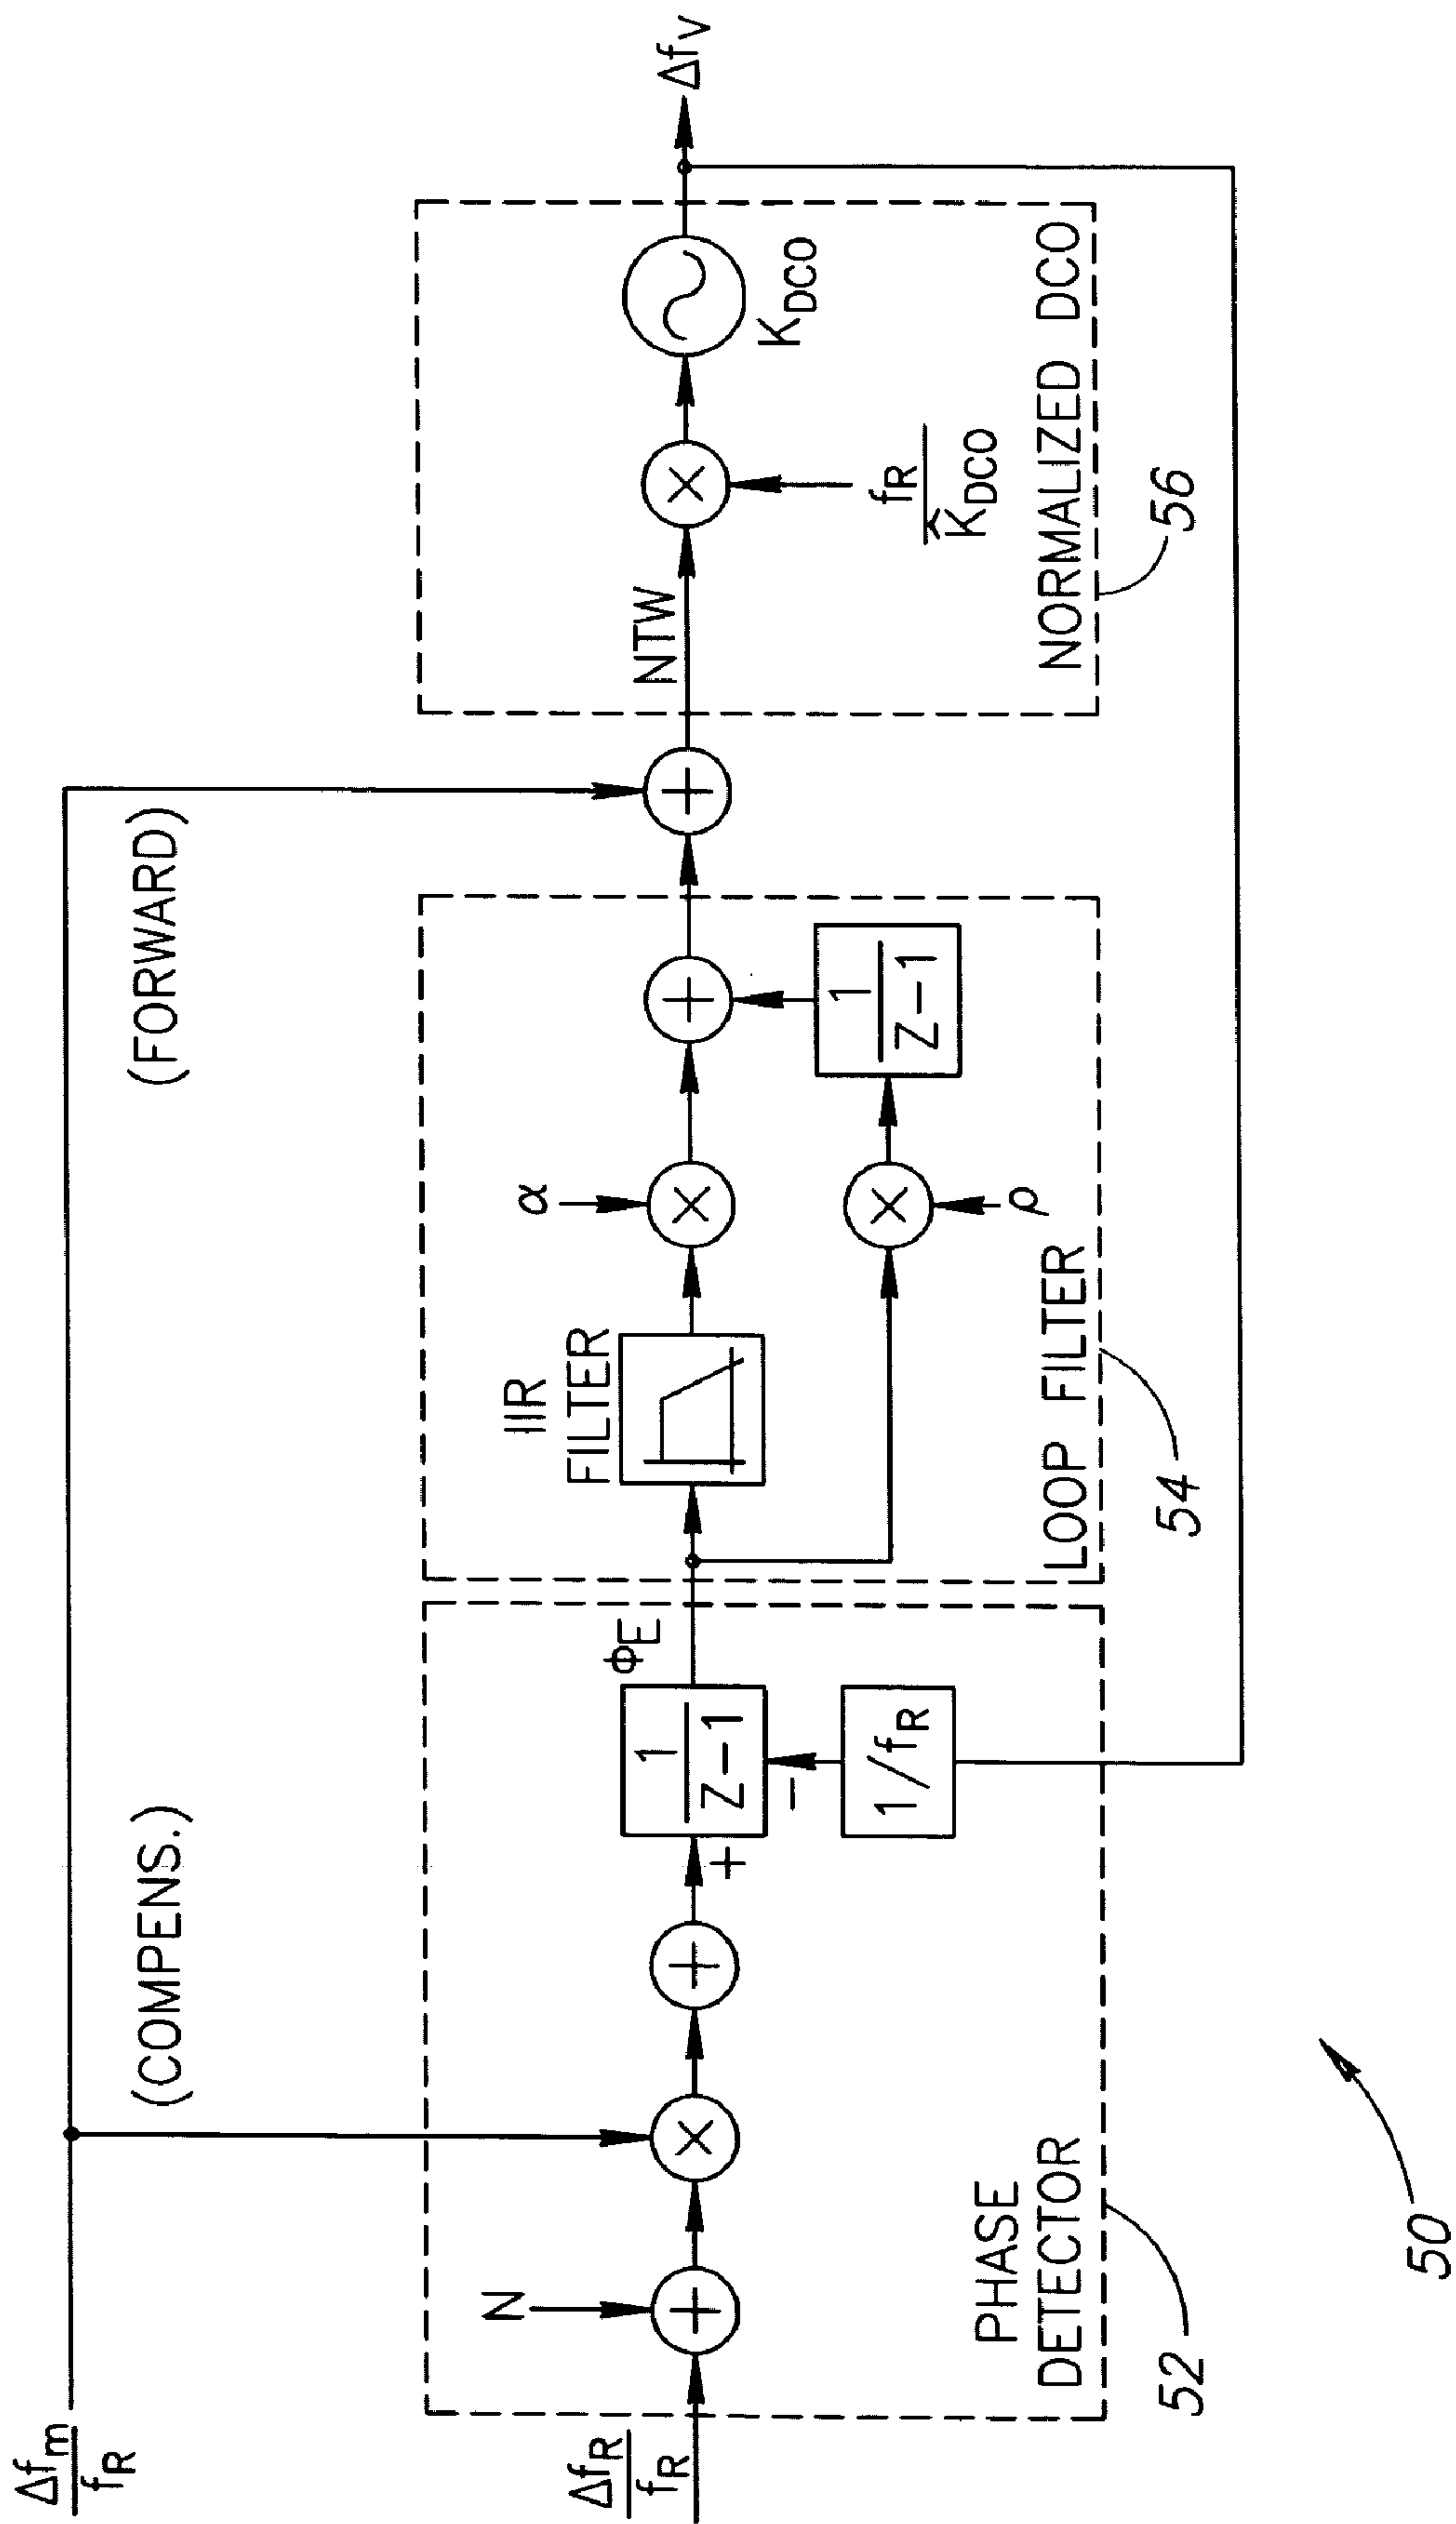 Δfm
fR
(COMPENS.)
(FORWARD)
ΔfR
fR
N
+
-
1
Z-1
1/fR
ΦE
PHASE
DETECTOR
52
IIR
FILTER
α
ρ
1
Z-1
LOOP FILTER
54
NTW
fR
K̂DCO
KDCO
NORMALIZED DCO
56
ΔfV
50